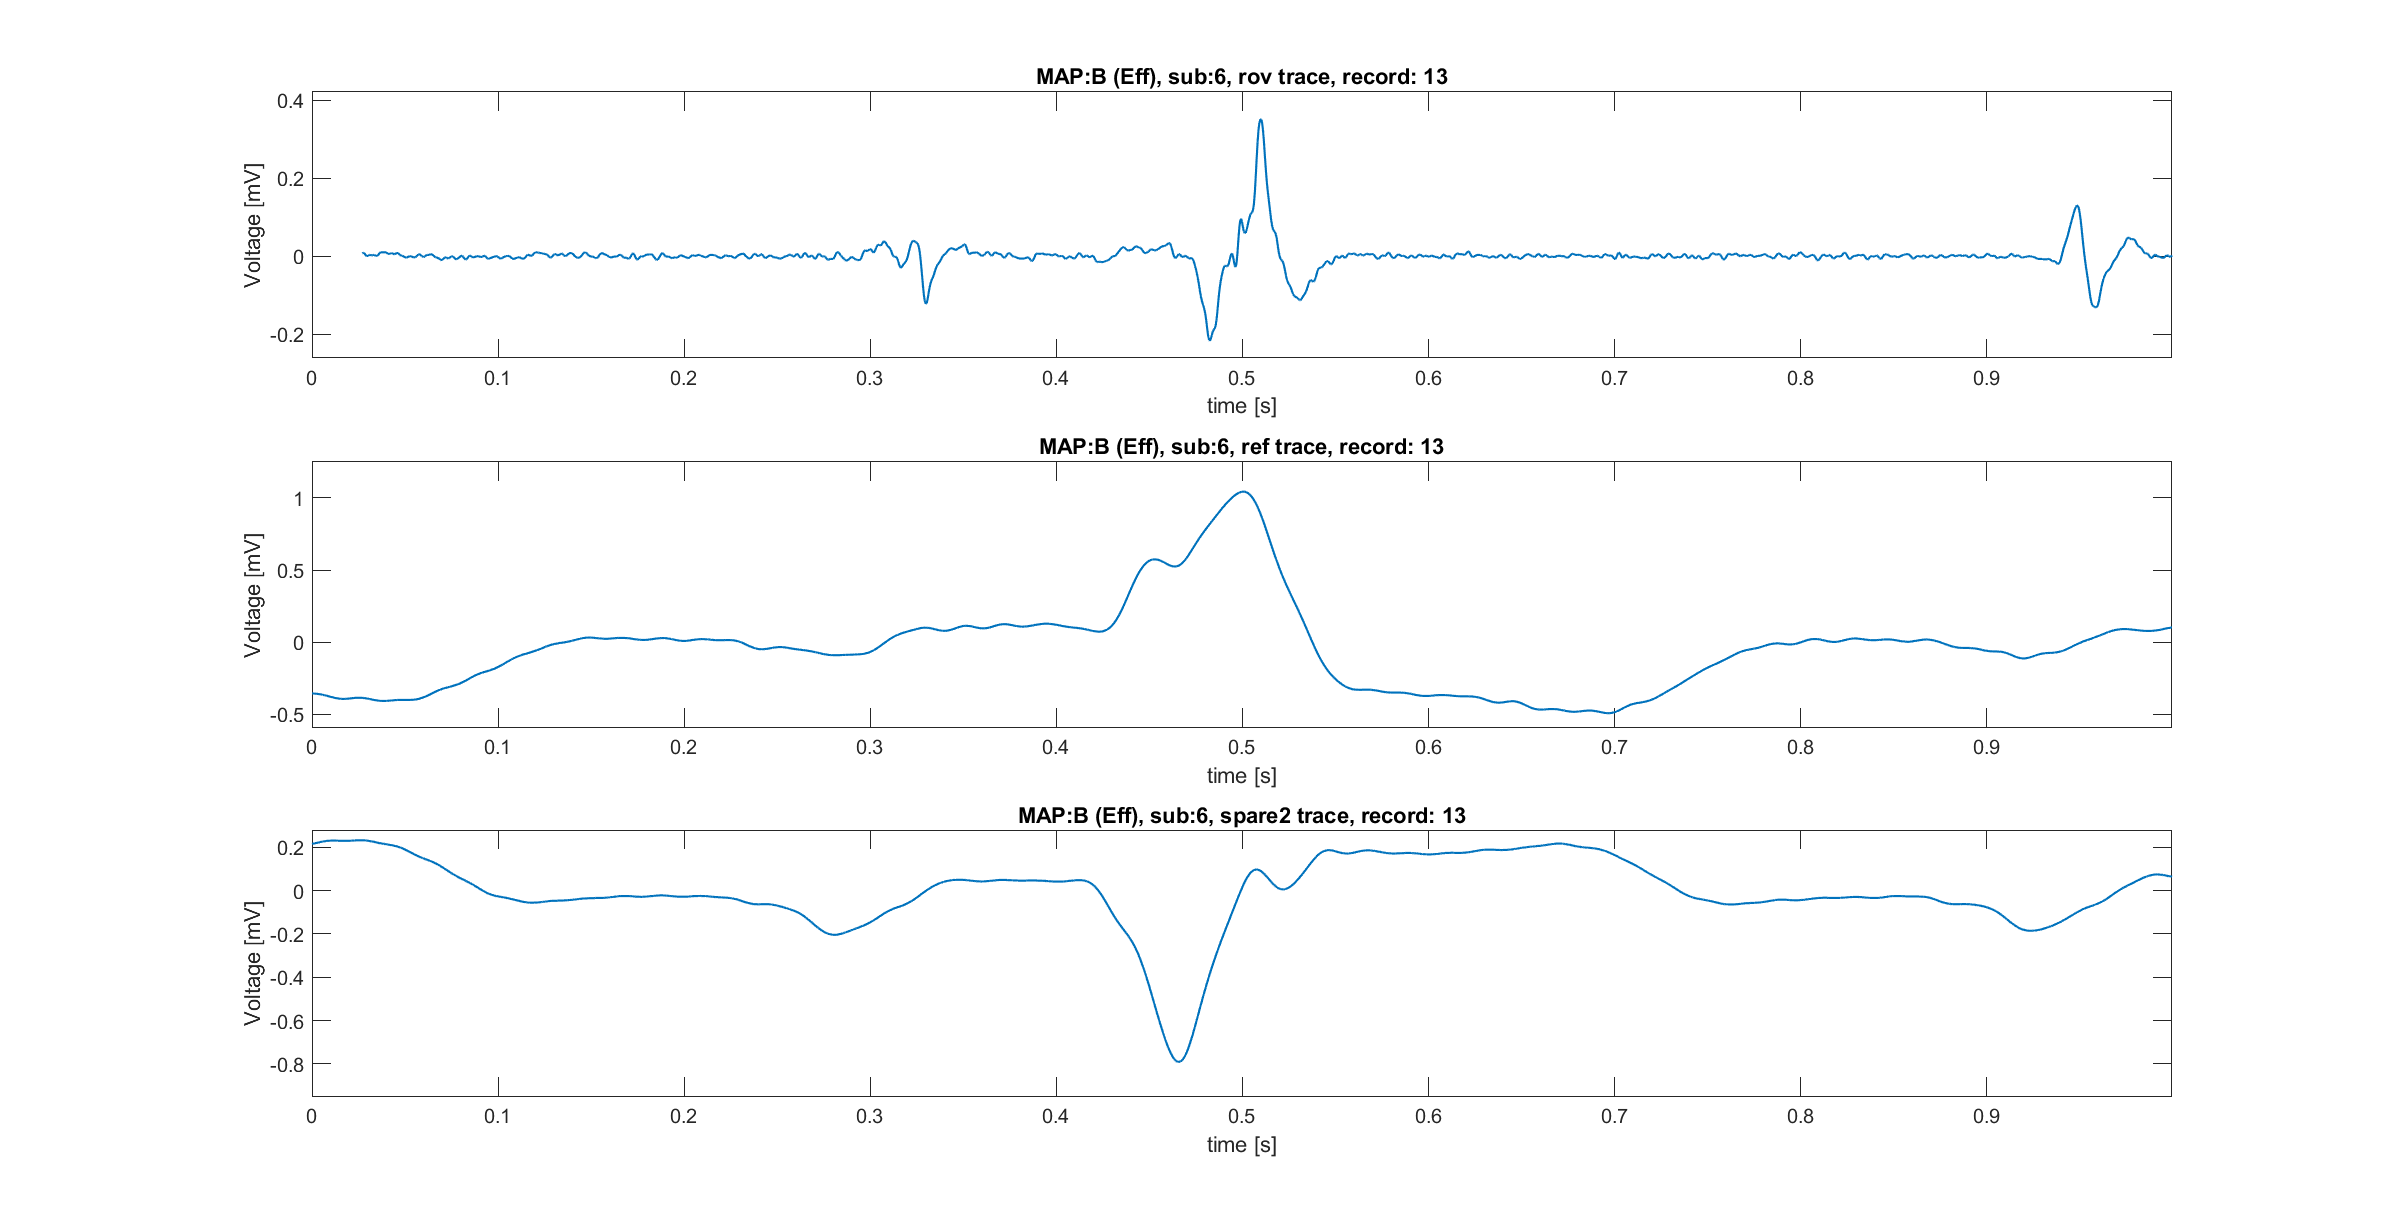 MAP:B (Eff), sub:6, rov trace, record: 13
0.4
0.2
0
-0.2
Voltage [mV]
0 0.1 0.2 0.3 0.4 0.5 0.6 0.7 0.8 0.9
time [s]
MAP:B (Eff), sub:6, ref trace, record: 13
1
0.5
0
-0.5
Voltage [mV]
0 0.1 0.2 0.3 0.4 0.5 0.6 0.7 0.8 0.9
time [s]
MAP:B (Eff), sub:6, spare2 trace, record: 13
0.2
0
-0.2
-0.4
-0.6
-0.8
Voltage [mV]
0 0.1 0.2 0.3 0.4 0.5 0.6 0.7 0.8 0.9
time [s]